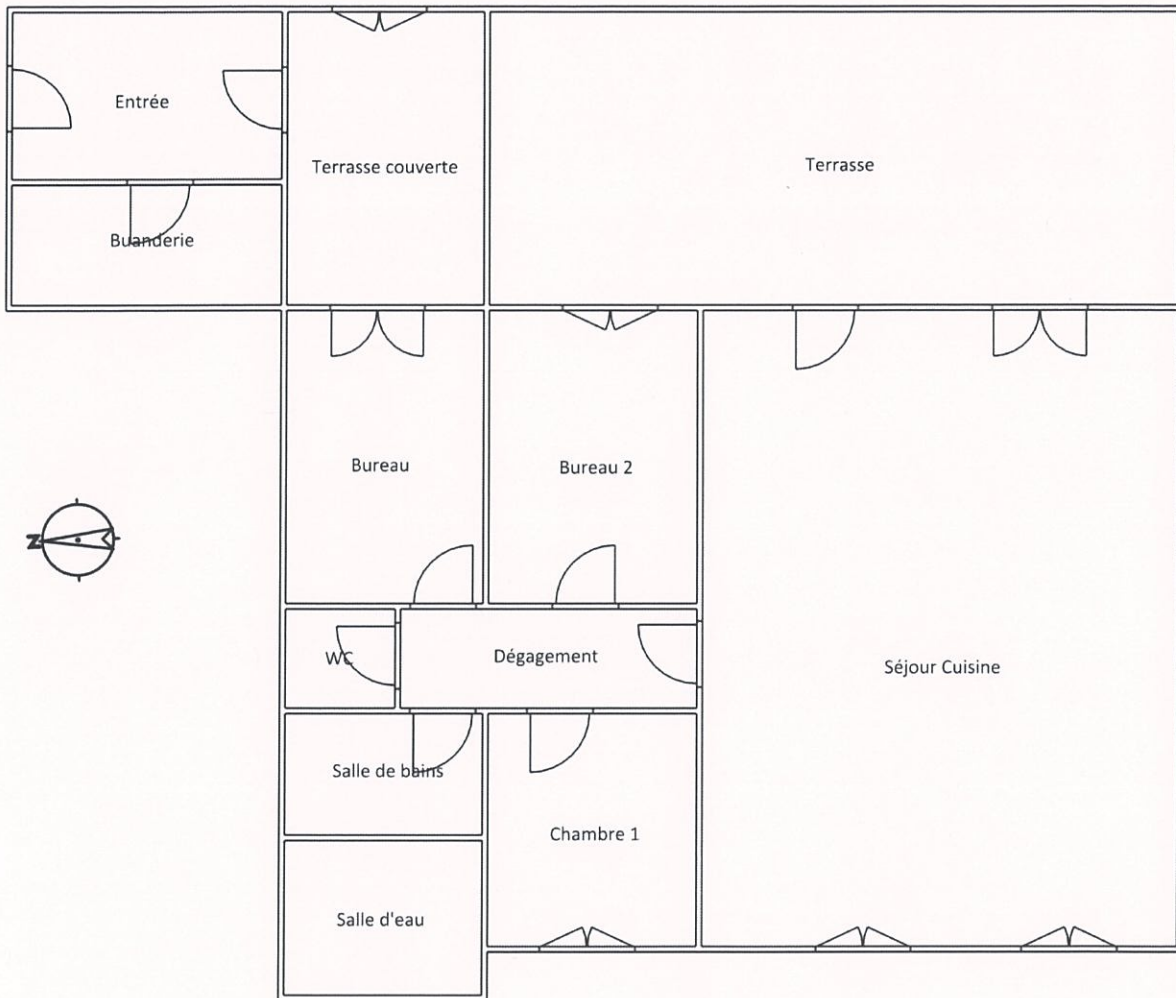 Entrée
Terrasse couverte
Terrasse
Buanderie
Bureau
Bureau 2
N
WC
Dégagement
Séjour Cuisine
Salle de bains
Chambre 1
Salle d'eau